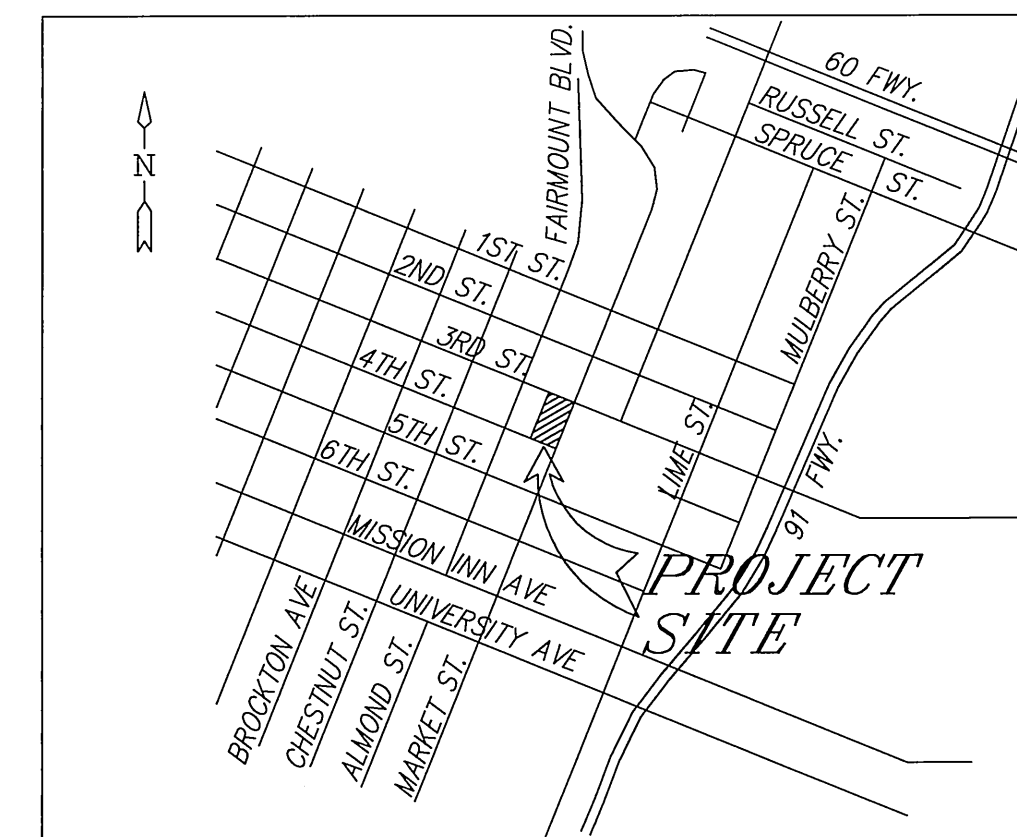 FAIRMOUNT BLVD.
60 FWY.
RUSSELL ST.
SPRUCE ST.
N
MULBERRY ST.
1ST ST.
2ND ST.
3RD ST.
4TH ST.
5TH ST.
6TH ST.
LIME ST.
91 FWY.
MISSION INN AVE
UNIVERSITY AVE
PROJECT
SITE
BROCKTON AVE
CHESTNUT ST.
ALMOND ST.
MARKET ST.